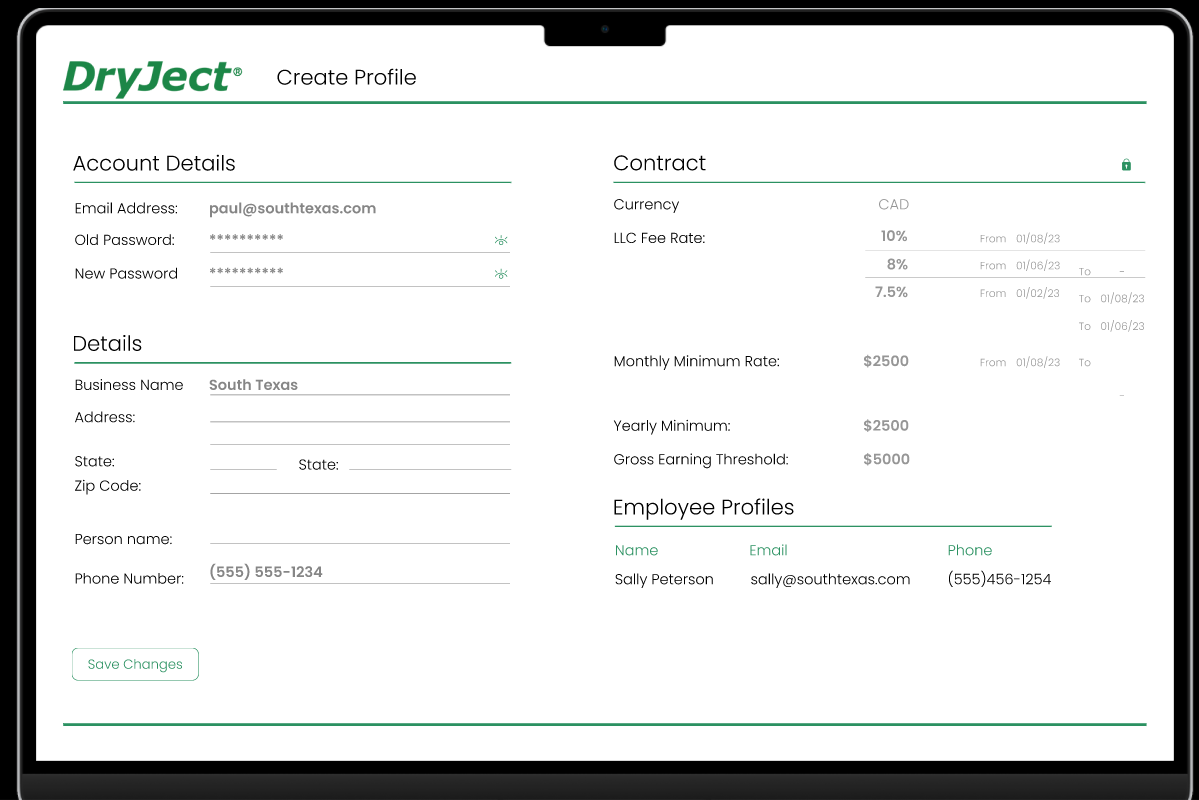 DryJect® Create Profile
Account Details
Email Address: paul@southtexas.com
Old Password: **********
New Password **********
Details
Business Name South Texas
Address:
State: State:
Zip Code:
Person name:
Phone Number: (555) 555-1234
Save Changes
Contract
Currency CAD
LLC Fee Rate: 10% From 01/08/23
8% From 01/06/23 To -
7.5% From 01/02/23 To 01/08/23
To 01/06/23
Monthly Minimum Rate: $2500 From 01/08/23 To
-
Yearly Minimum: $2500
Gross Earning Threshold: $5000
Employee Profiles
Name Email Phone
Sally Peterson sally@southtexas.com (555)456-1254